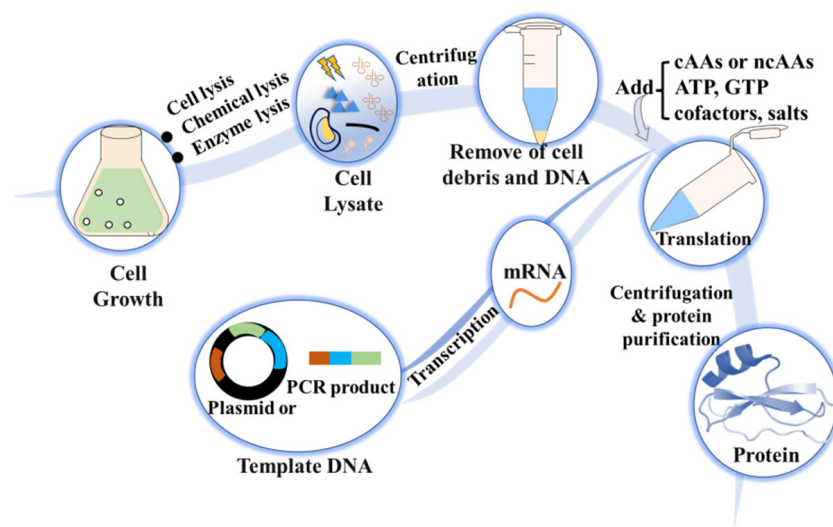 Cell lysis
Chemical lysis
Enzyme lysis
Cell
Growth
Cell
Lysate
Centrifug
ation
Remove of cell
debris and DNA
Add
cAAs or ncAAs
ATP, GTP
cofactors, salts
Translation
mRNA
Transcription
PCR product
Plasmid or
Template DNA
Centrifugation
& protein
purification
Protein